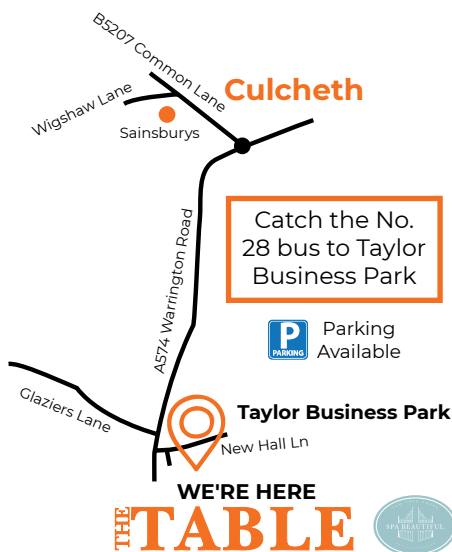 B5207 Common Lane
Culcheth
Wigshaw Lane
Sainsburys
Catch the No.
28 bus to Taylor
Business Park
A574 Warrington Road
P
PARKING
Parking
Available
Glaziers Lane
Taylor Business Park
New Hall Ln
WE'RE HERE
THE TABLE
SPA BEAUTIFUL